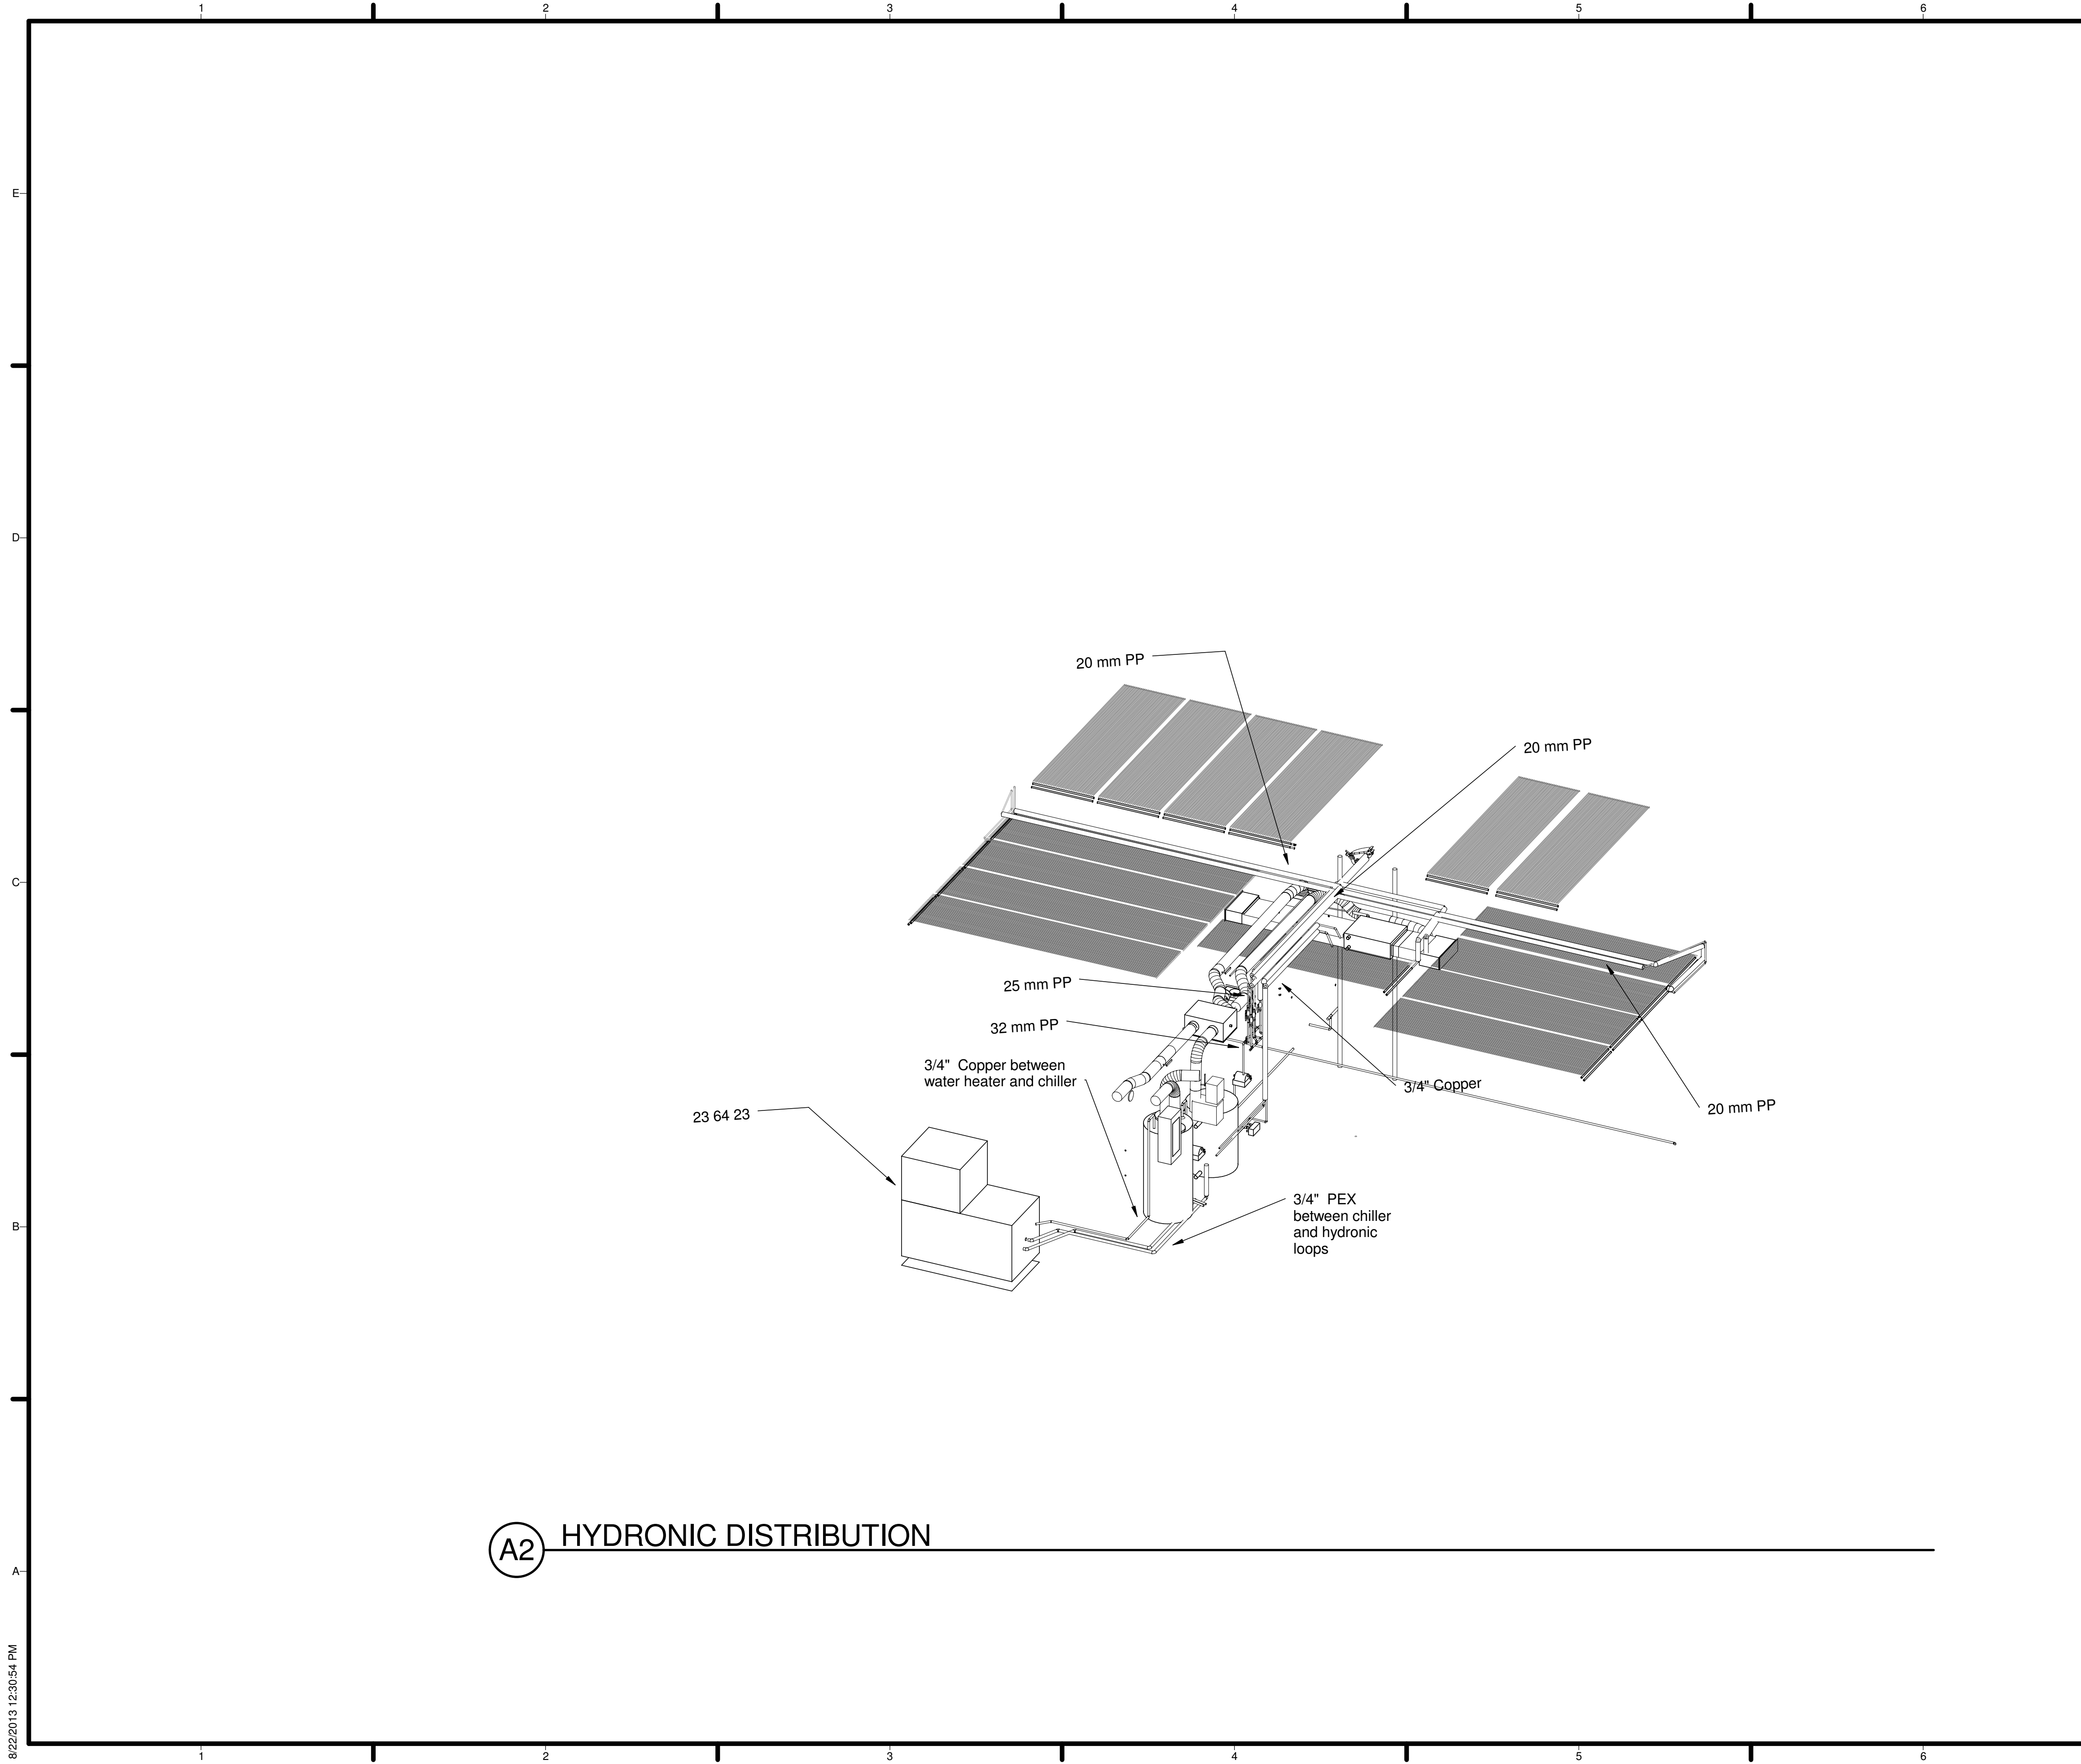 1 2 3 4 5 6
E
D
C
B
A
20 mm PP
20 mm PP
25 mm PP
32 mm PP
3/4" Copper between
water heater and chiller
3/4" Copper
20 mm PP
23 64 23
3/4" PEX
between chiller
and hydronic
loops
A2 HYDRONIC DISTRIBUTION
8/22/2013 12:30:54 PM
1 2 3 4 5 6